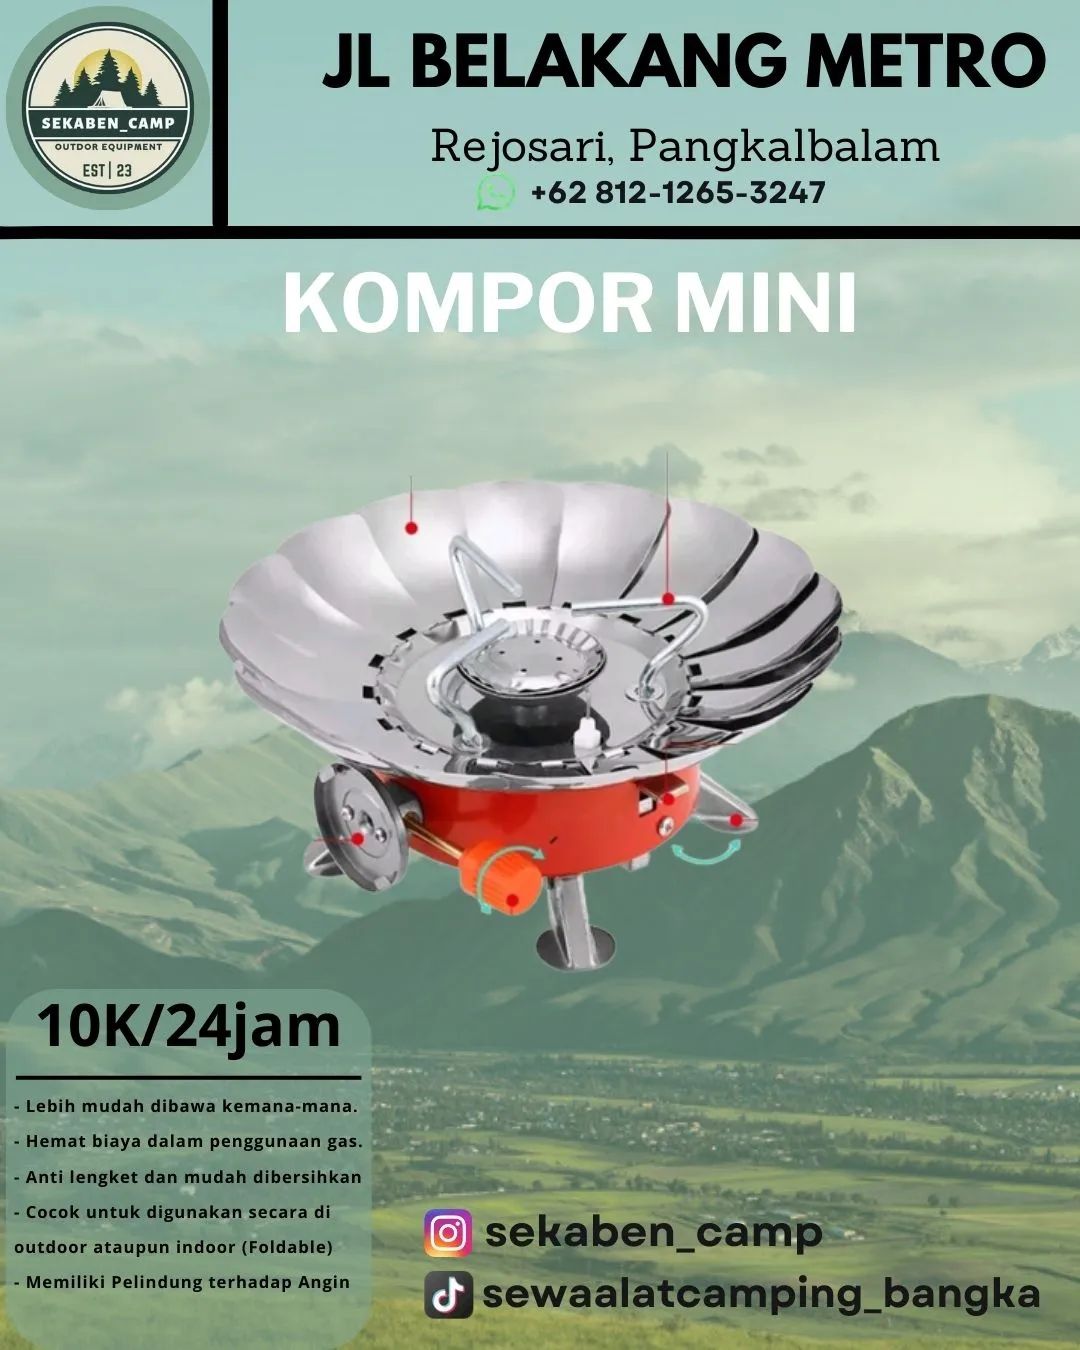 SEKABEN_CAMP
OUTDOR EQUIPMENT
EST| 23
JL BELAKANG METRO
Rejosari, Pangkalbalam
+62 812-1265-3247
KOMPOR MINI
10K/24jam
- Lebih mudah dibawa kemana-mana.
- Hemat biaya dalam penggunaan gas.
- Anti lengket dan mudah dibersihkan
- Cocok untuk digunakan secara di
outdoor ataupun indoor (Foldable)
- Memiliki Pelindung terhadap Angin
sekaben_camp
sewaalatcamping_bangka